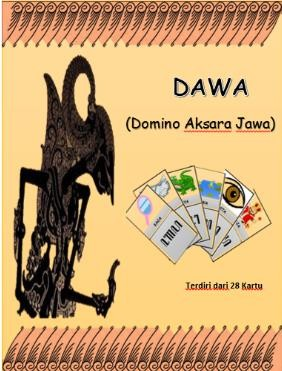 DAWA
(Domino Aksara Jawa)
Terdiri dari 28 Kartu